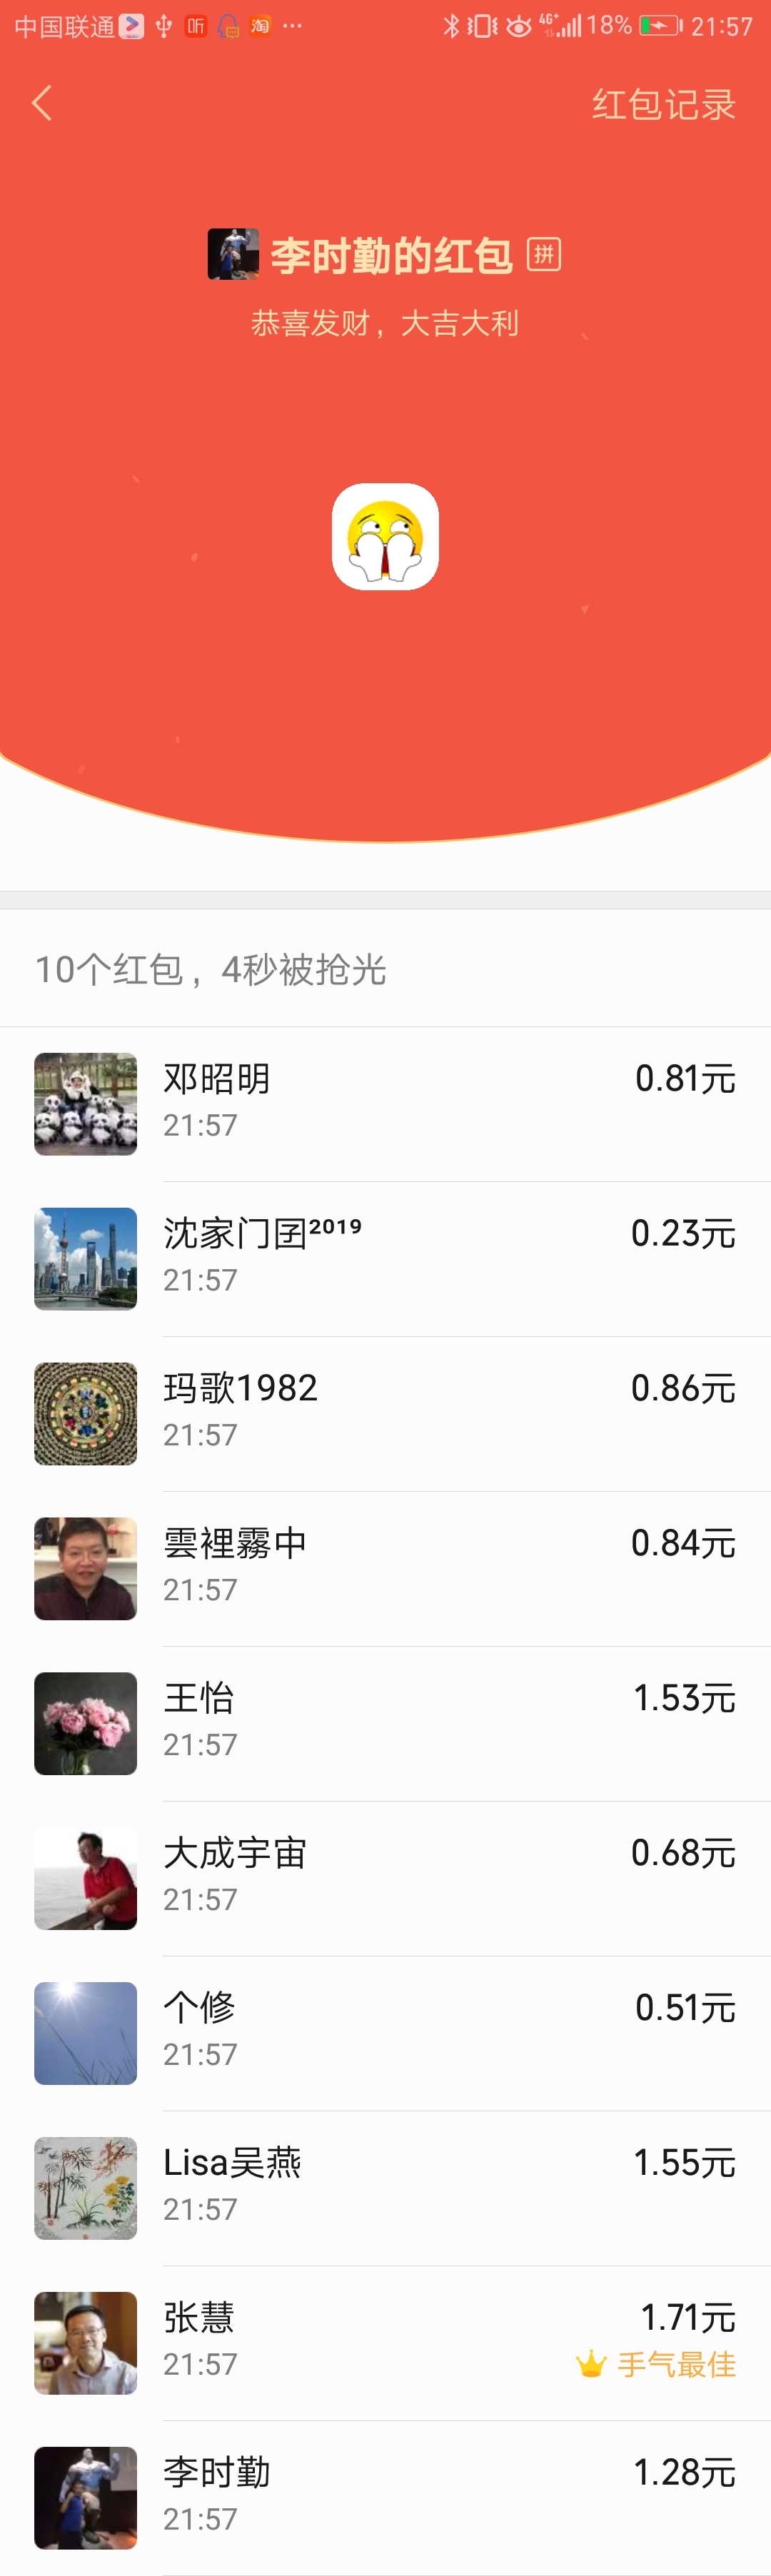 中国联通 听 淘 ... 4G+ 18% 21:57
红包记录
李时勤的红包 拼
恭喜发财，大吉大利
10个红包，4秒被抢光
邓昭明 0.81元
21:57
沈家门囝²⁰¹⁹ 0.23元
21:57
玛歌1982 0.86元
21:57
雲裡霧中 0.84元
21:57
王怡 1.53元
21:57
大成宇宙 0.68元
21:57
个修 0.51元
21:57
Lisa吴燕 1.55元
21:57
张慧 1.71元
21:57 手气最佳
李时勤 1.28元
21:57